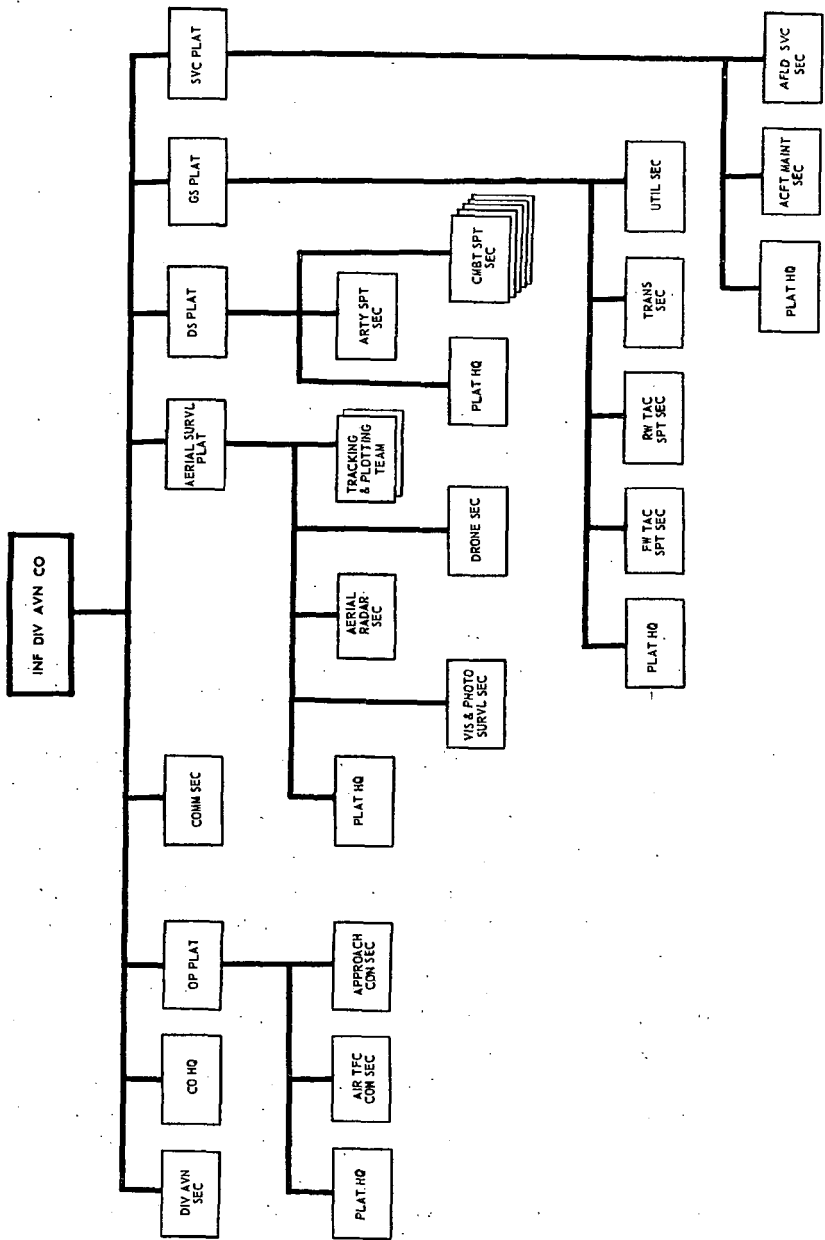 INF DIV AVN CO
DIV AVN
SEC
CO HQ
OP PLAT
COMM SEC
AERIAL SURVL
PLAT
DS PLAT
GS PLAT
SVC PLAT
PLAT.HQ
AIR TFC
CON SEC
APPROACH
CON SEC
PLAT HQ
VIS & PHOTO
SURVL SEC
AERIAL
RADAR
SEC
DRONE SEC
TRACKING
& PLOTTING
TEAM
PLAT HQ
ARTY SPT
SEC
CMBT SPT
SEC
PLAT HQ
FW TAC
SPT SEC
RW TAC
SPT SEC
TRANS
SEC
UTIL SEC
PLAT HQ
ACFT MAINT
SEC
AFLD SVC
SEC